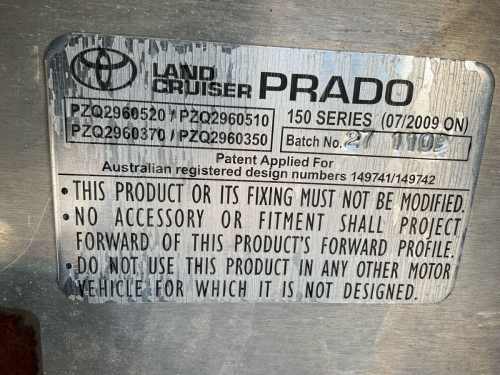 TOYOTA
LAND CRUISER PRADO
PZQ2960520 / PZQ2960510
PZQ2960370 / PZQ2960350
150 SERIES (07/2009 ON)
Batch No. 27
Patent Applied For
Australian registered design numbers 149741/149742
• THIS PRODUCT OR ITS FIXING MUST NOT BE MODIFIED.
• NO ACCESSORY OR FITMENT SHALL PROJECT
FORWARD OF THIS PRODUCT'S FORWARD PROFILE.
• DO NOT USE THIS PRODUCT IN ANY OTHER MOTOR
VEHICLE FOR WHICH IT IS NOT DESIGNED.